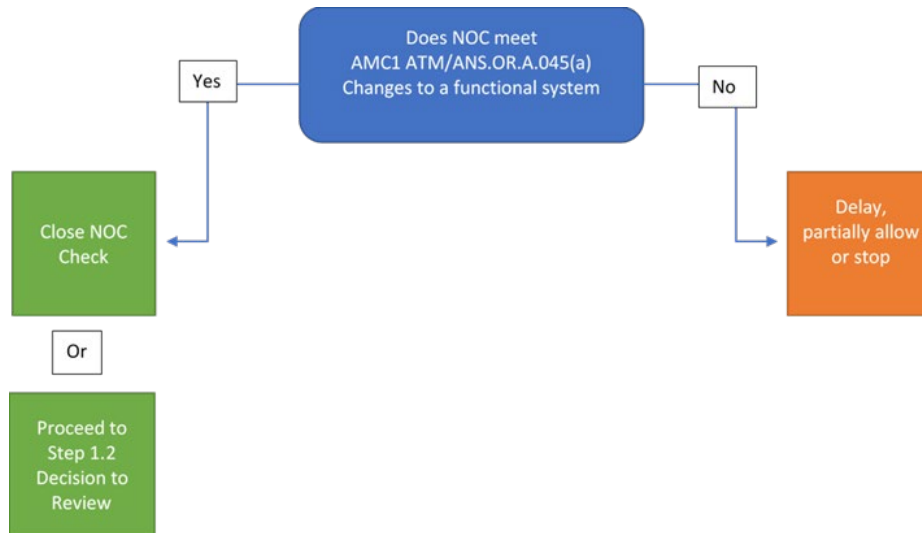 Does NOC meet
AMC1 ATM/ANS.OR.A.045(a)
Changes to a functional system
Yes
No
Close NOC
Check
Delay,
partially allow
or stop
Or
Proceed to
Step 1.2
Decision to
Review